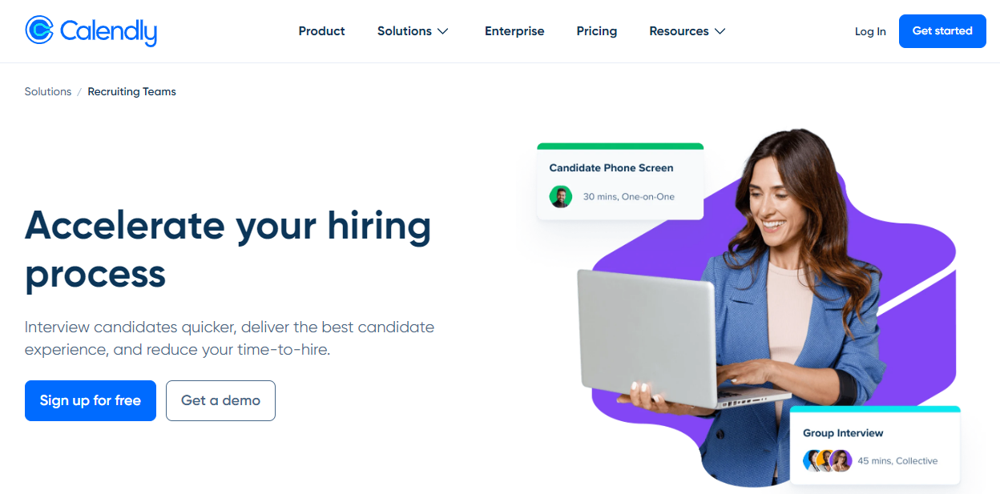 Calendly
Product
Solutions
Enterprise
Pricing
Resources
Log In
Get started
Solutions / Recruiting Teams
Accelerate your hiring
process
Interview candidates quicker, deliver the best candidate
experience, and reduce your time-to-hire.
Sign up for free
Get a demo
Candidate Phone Screen
30 mins, One-on-One
Group Interview
45 mins, Collective